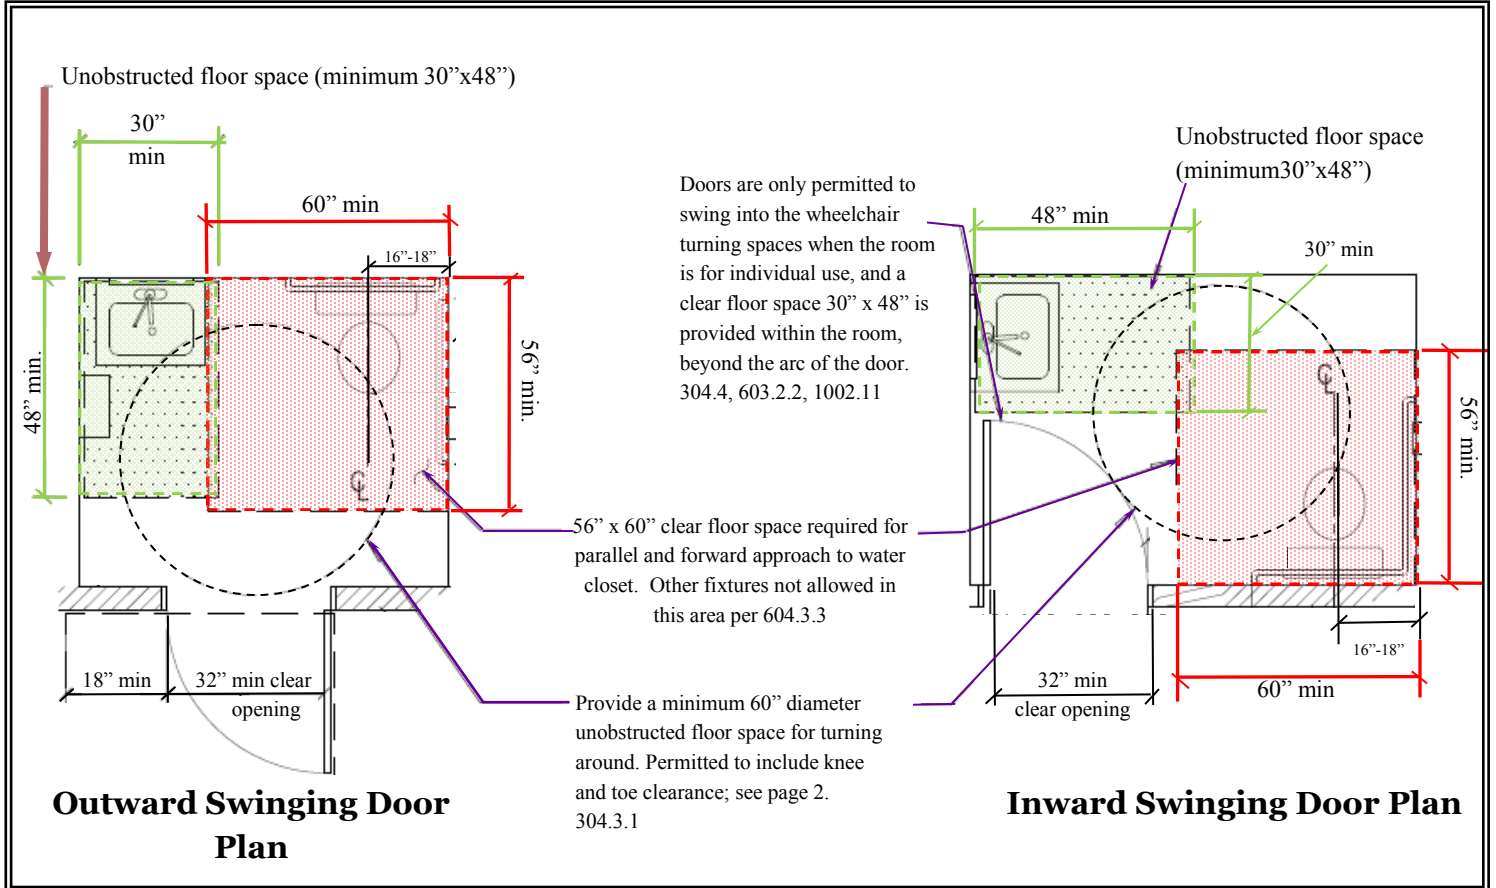 Unobstructed floor space (minimum 30”x48”)
30”
min
60” min
16”-18”
48” min.
56” min.
℄
18” min
32” min clear
opening
Outward Swinging Door
Plan
Doors are only permitted to
swing into the wheelchair
turning spaces when the room
is for individual use, and a
clear floor space 30” x 48” is
provided within the room,
beyond the arc of the door.
304.4, 603.2.2, 1002.11
56” x 60” clear floor space required for
parallel and forward approach to water
closet.  Other fixtures not allowed in
this area per 604.3.3
Provide a minimum 60” diameter
unobstructed floor space for turning
around. Permitted to include knee
and toe clearance; see page 2.
304.3.1
Unobstructed floor space
(minimum30”x48”)
48” min
30” min
℄
56” min.
16”-18”
60” min
32” min
clear opening
Inward Swinging Door Plan